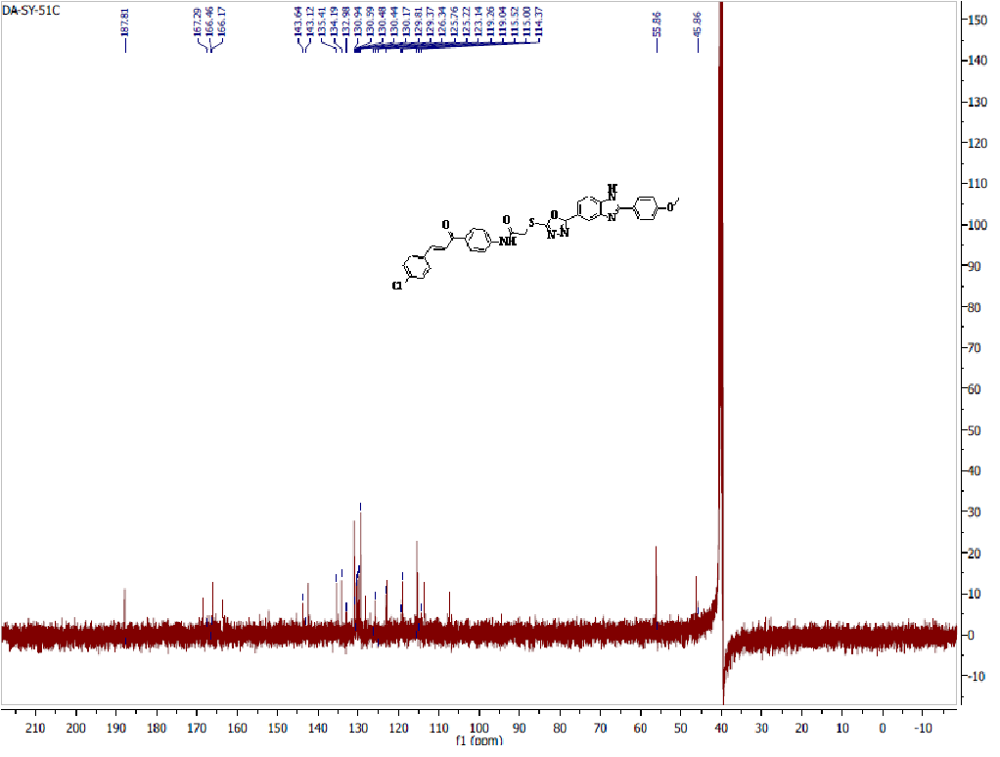 DA-SY-51C
187.81
167.29
166.46
166.17
143.64
143.12
135.41
134.19
132.98
130.94
130.59
130.48
130.44
130.17
129.81
129.37
126.34
125.76
123.22
123.14
119.26
119.04
115.52
115.00
114.37
55.86
45.86
H
N
N
O
O
S
N
N
O
NH
O
Cl
150
140
130
120
110
100
90
80
70
60
50
40
30
20
10
0
-10
210 200 190 180 170 160 150 140 130 120 110 100 90 80 70 60 50 40 30 20 10 0 -10
f1 (ppm)